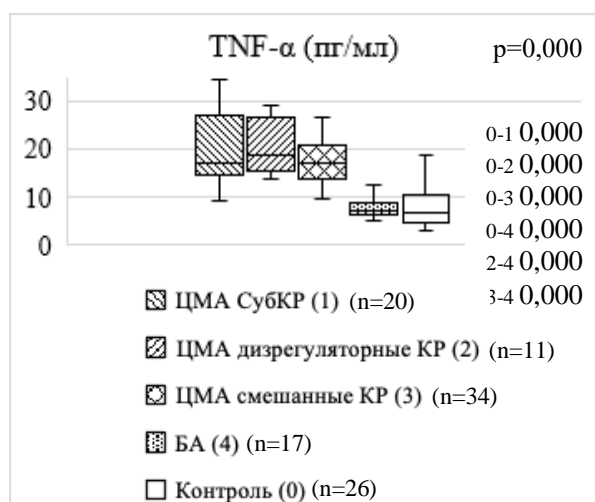 TNF-α (пг/мл) p=0,000
30
20
10
0
0-1 0,000
0-2 0,000
0-3 0,000
0-4 0,000
2-4 0,000
3-4 0,000
ЦМА СубКР (1) (n=20)
ЦМА дизрегуляторные КР (2) (n=11)
ЦМА смешанные КР (3) (n=34)
БА (4) (n=17)
Контроль (0) (n=26)